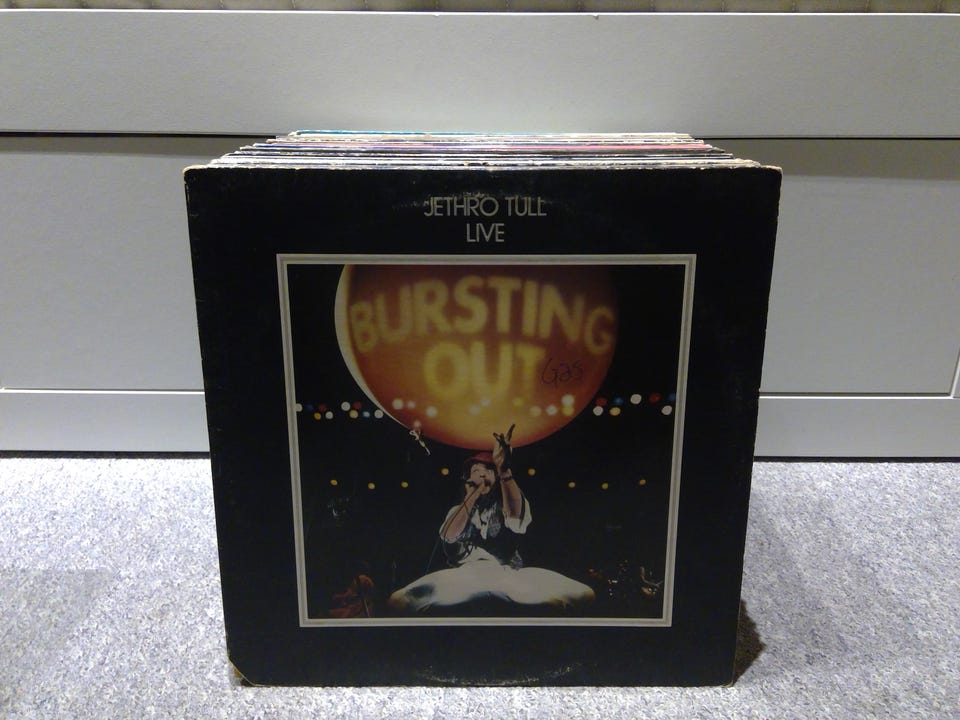 JETHRO TULL
LIVE
BURSTING
OUT